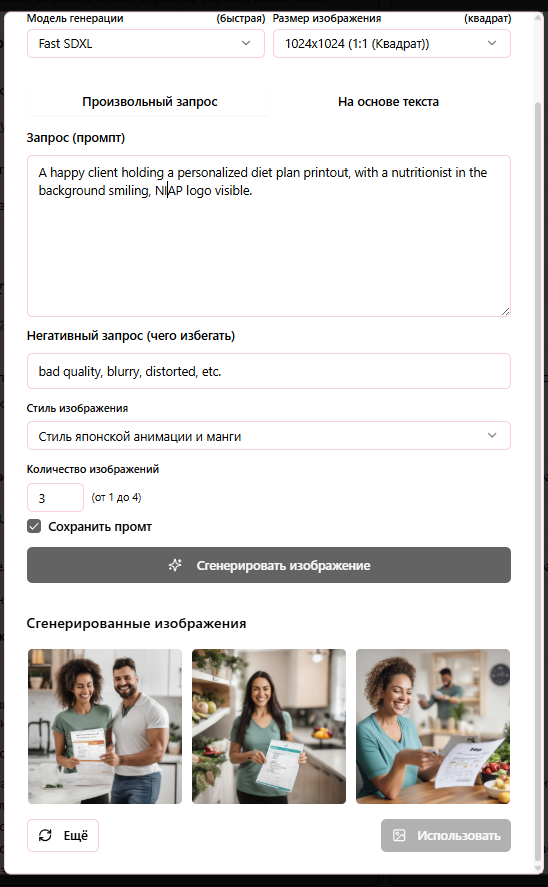 Модель генерации (быстрая) Размер изображения (квадрат)
Fast SDXL 1024x1024 (1:1 (Квадрат))
Произвольный запрос На основе текста
Запрос (промпт)
A happy client holding a personalized diet plan printout, with a nutritionist in the
background smiling, NIAP logo visible.
Негативный запрос (чего избегать)
bad quality, blurry, distorted, etc.
Стиль изображения
Стиль японской анимации и манги
Количество изображений
3 (от 1 до 4)
Сохранить промт
Сгенерировать изображение
Сгенерированные изображения
Ещё Использовать